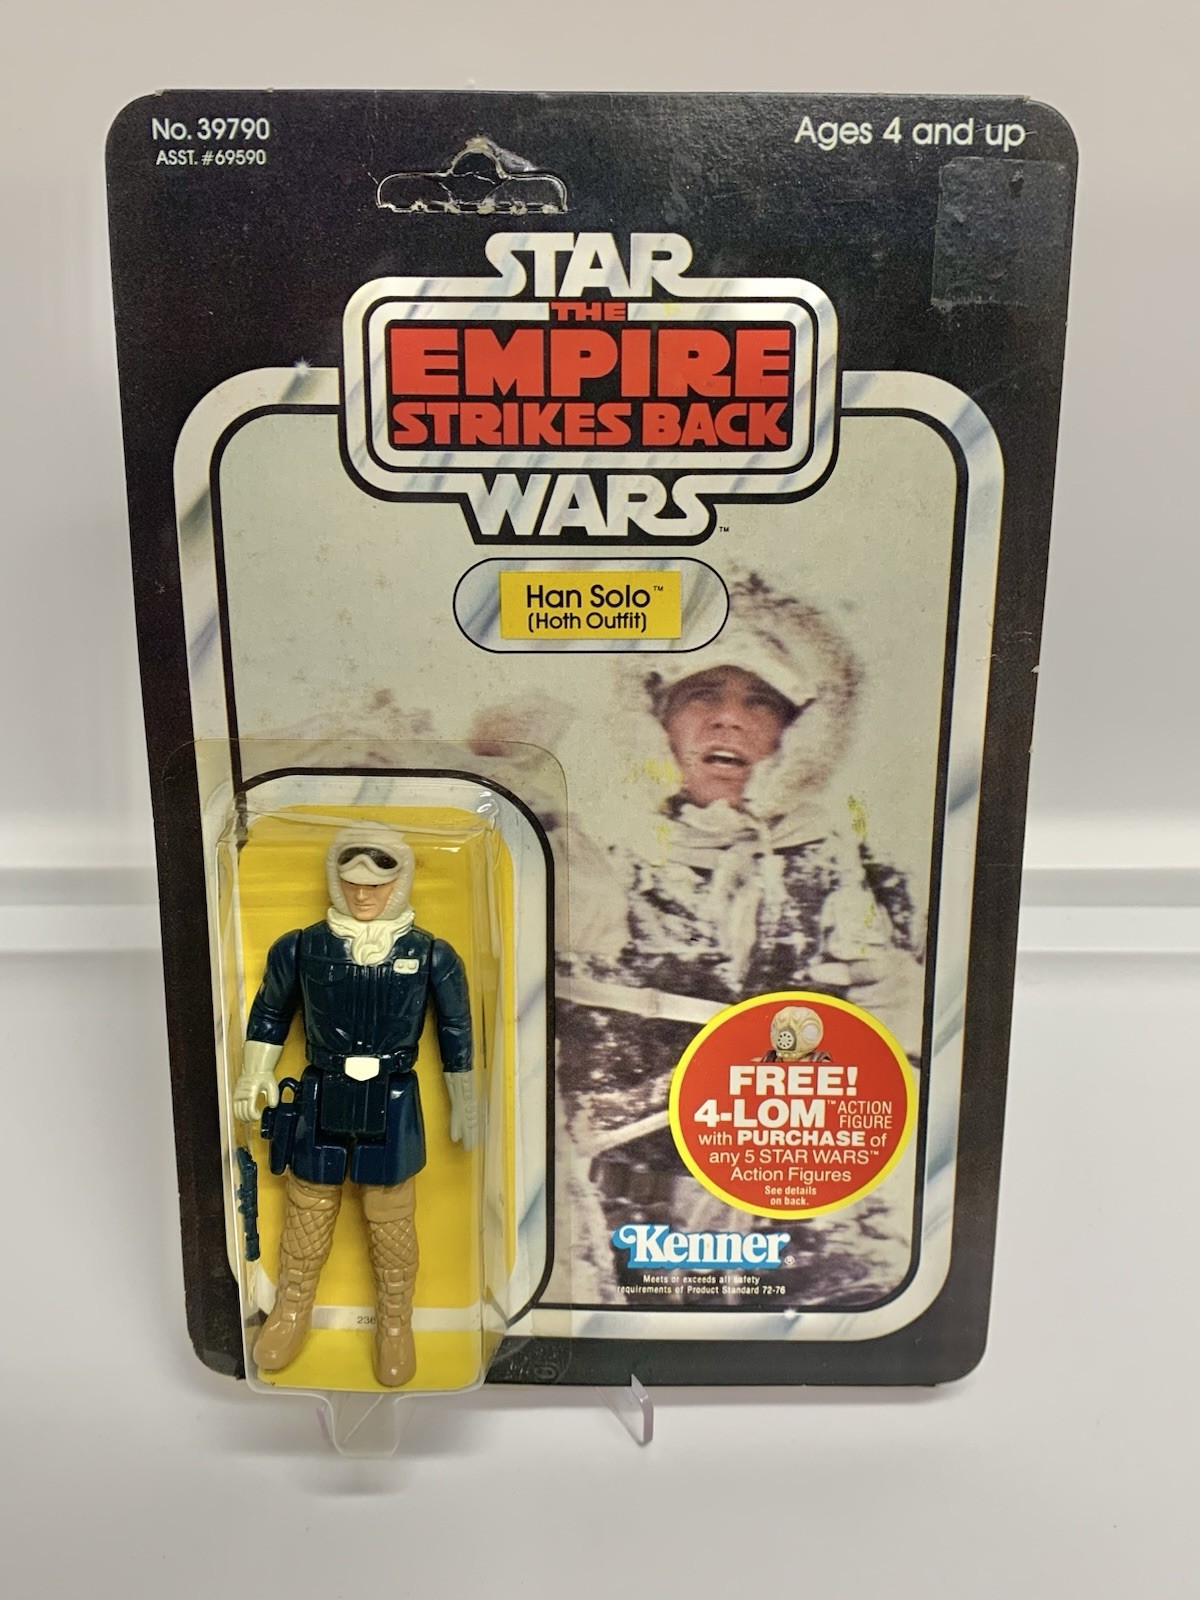 No. 39790
ASST. #69590
Ages 4 and up
STAR
THE
EMPIRE
STRIKES BACK
WARS™
Han Solo™
(Hoth Outfit)
FREE!
4-LOM™ ACTION FIGURE
with PURCHASE of
any 5 STAR WARS™
Action Figures
See details
on back.
Kenner®
Meets or exceeds all safety
requirements of Product Standard 72-76
236